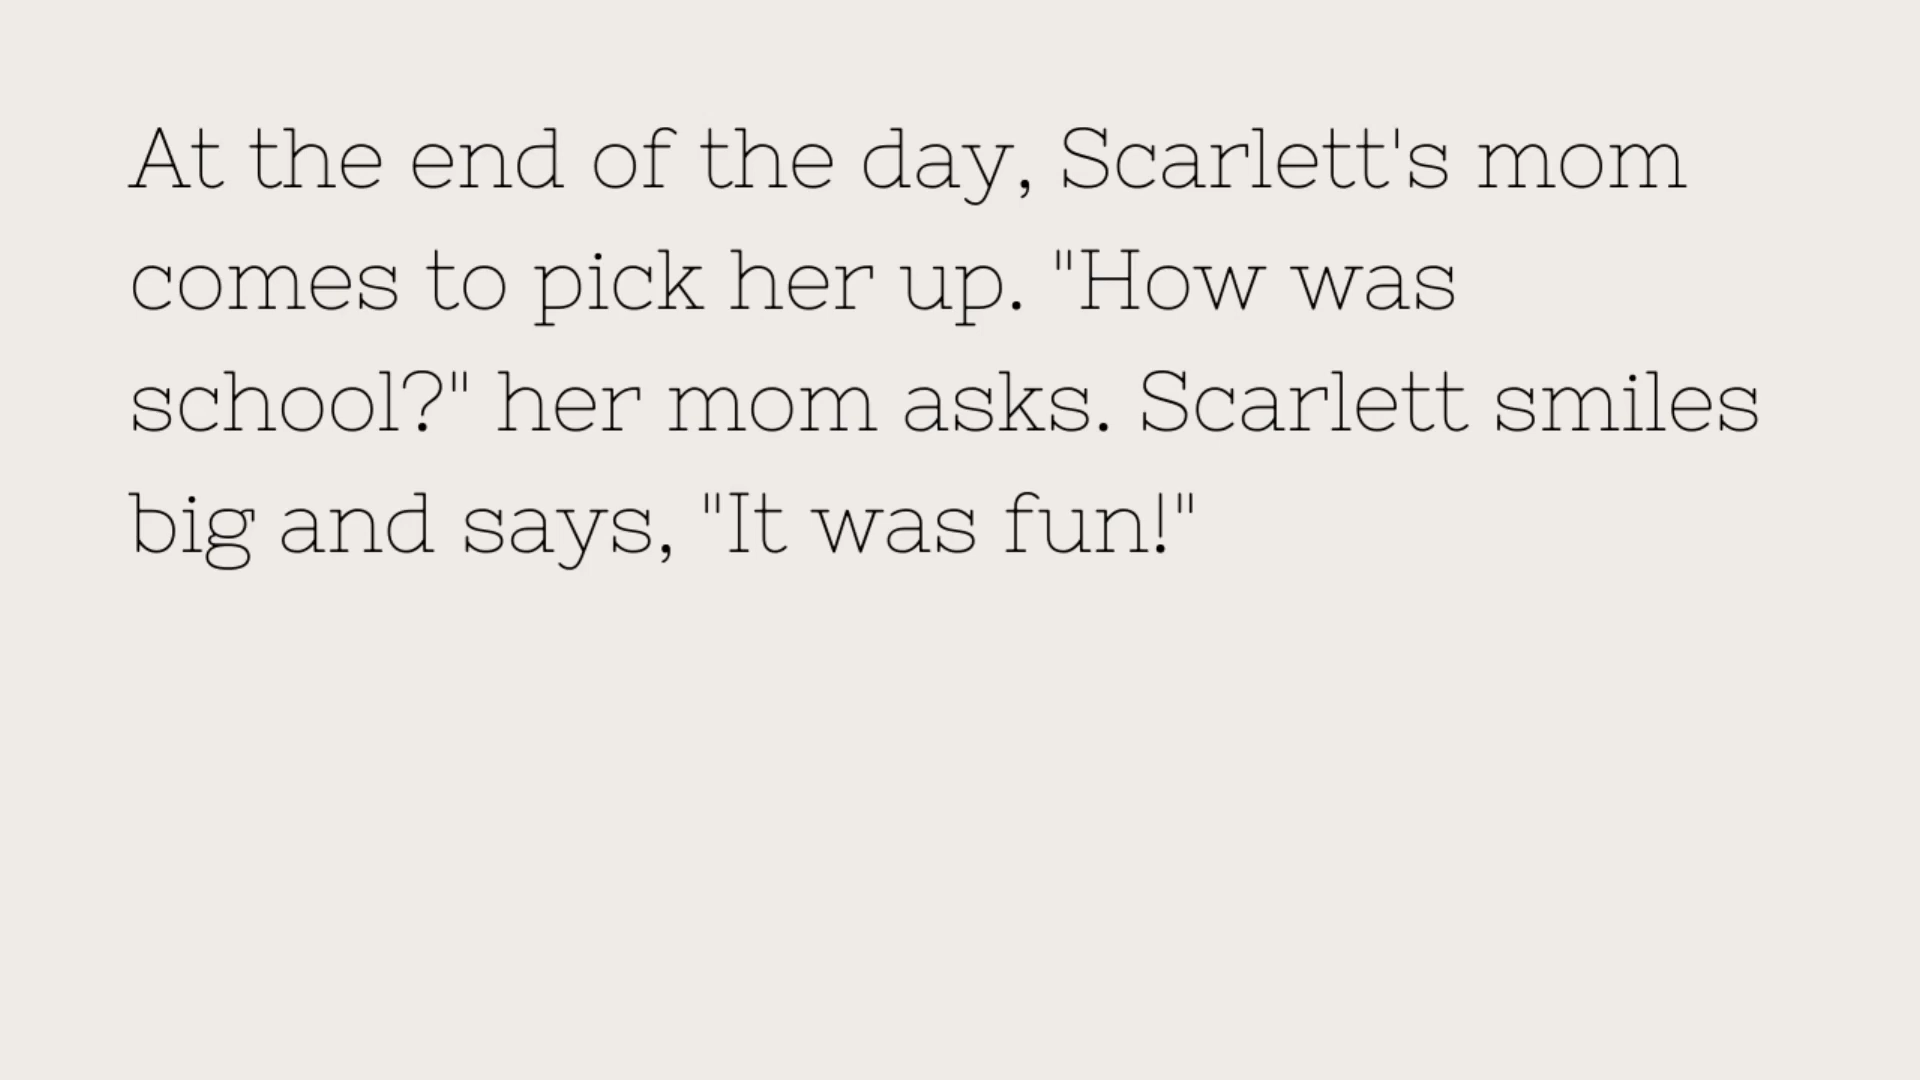 At the end of the day, Scarlett's mom
comes to pick her up. "How was
school?" her mom asks. Scarlett smiles
big and says, "It was fun!"